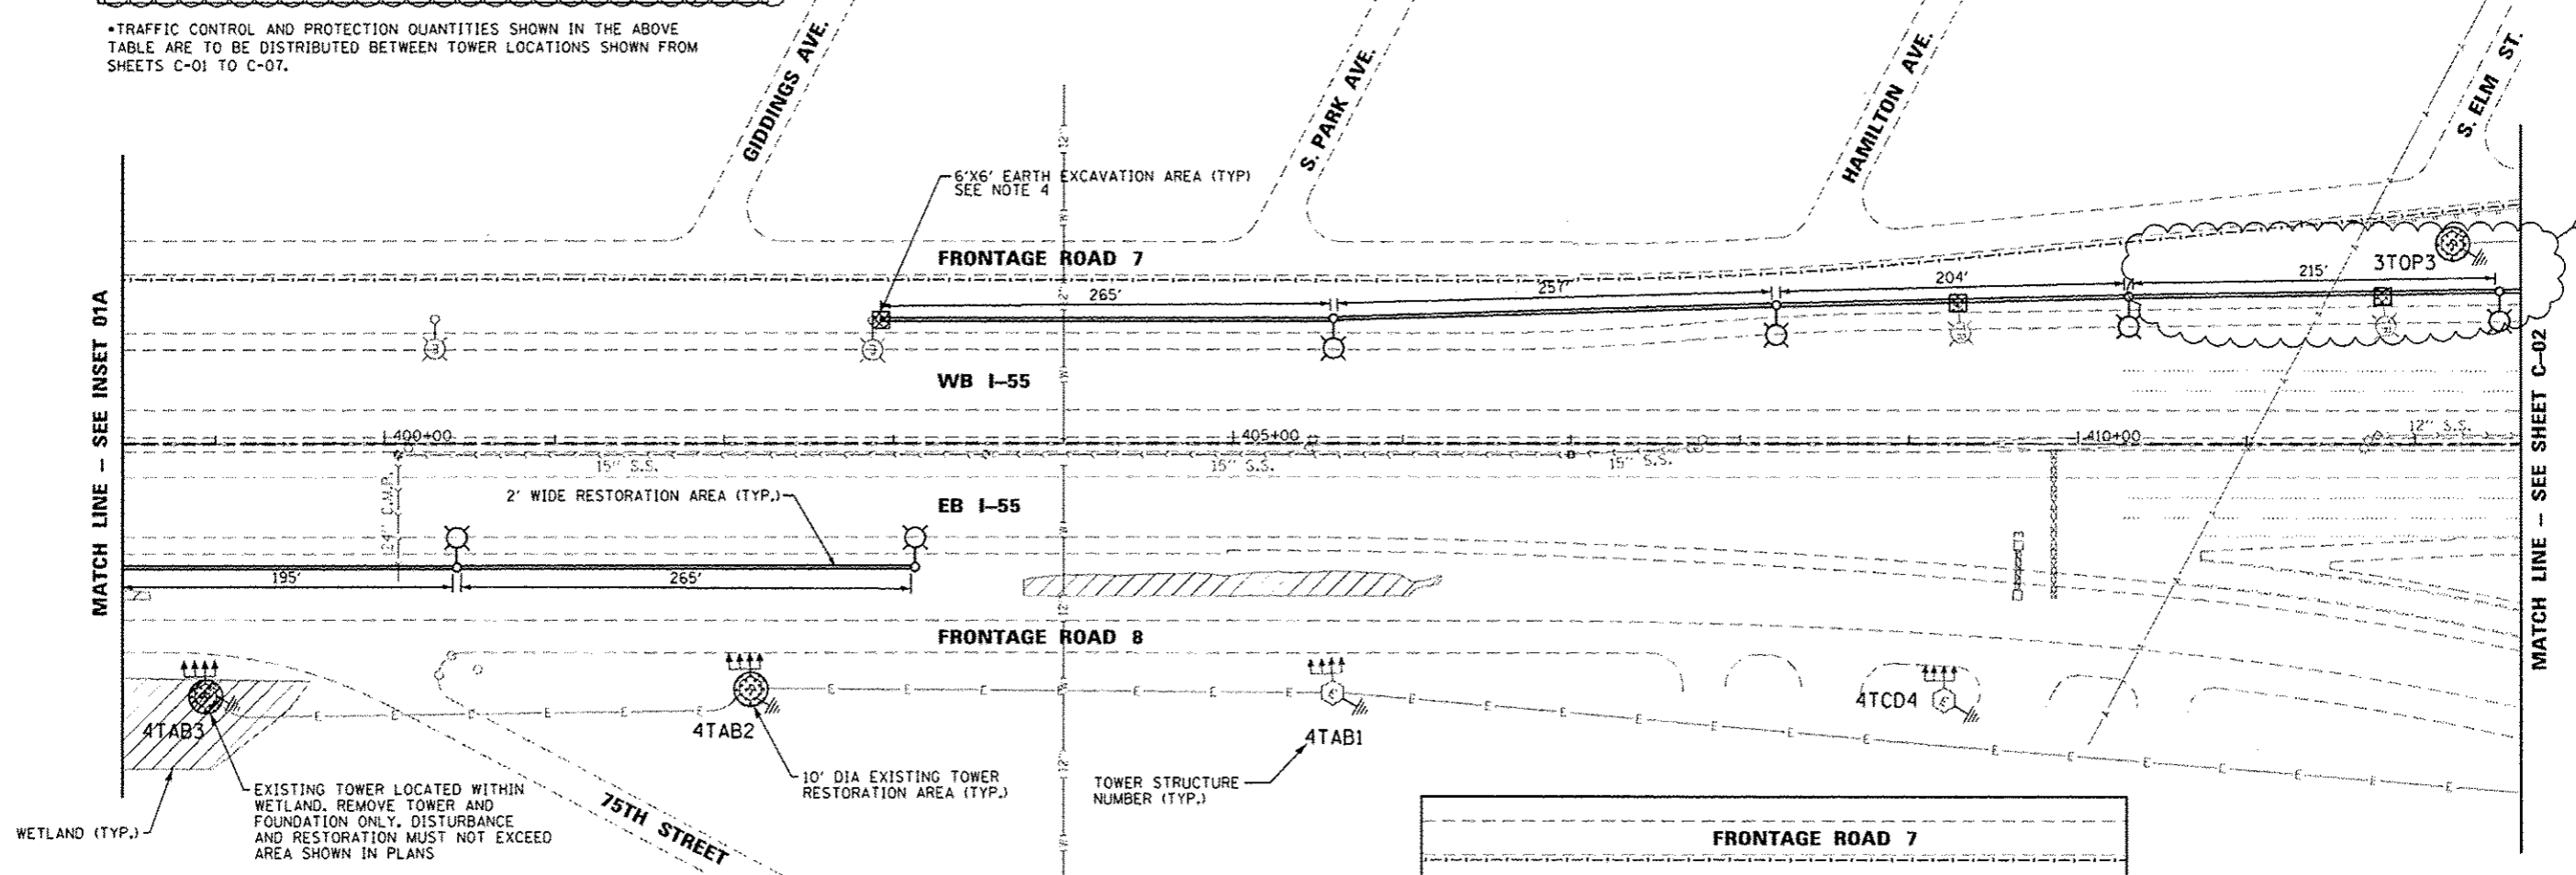 •TRAFFIC CONTROL AND PROTECTION QUANTITIES SHOWN IN THE ABOVE
TABLE ARE TO BE DISTRIBUTED BETWEEN TOWER LOCATIONS SHOWN FROM
SHEETS C-01 TO C-07.
GIDDINGS AVE.
S. PARK AVE.
HAMILTON AVE.
S. ELM ST.
6'X6' EARTH EXCAVATION AREA (TYP)
SEE NOTE 4
FRONTAGE ROAD 7
3TOP3
265'
257'
204'
215'
MATCH LINE – SEE INSET 01A
WB I–55
400+00
405+00
410+00
12" S.S.
15" S.S.
15" S.S.
15" S.S.
24" C.M.P.
2' WIDE RESTORATION AREA (TYP.)
EB I–55
195'
265'
MATCH LINE – SEE SHEET C–02
FRONTAGE ROAD 8
4TAB3
4TAB2
4TAB1
4TCD4
EXISTING TOWER LOCATED WITHIN
WETLAND. REMOVE TOWER AND
FOUNDATION ONLY. DISTURBANCE
AND RESTORATION MUST NOT EXCEED
AREA SHOWN IN PLANS
WETLAND (TYP.)
75TH STREET
10' DIA EXISTING TOWER
RESTORATION AREA (TYP.)
TOWER STRUCTURE
NUMBER (TYP.)
FRONTAGE ROAD 7